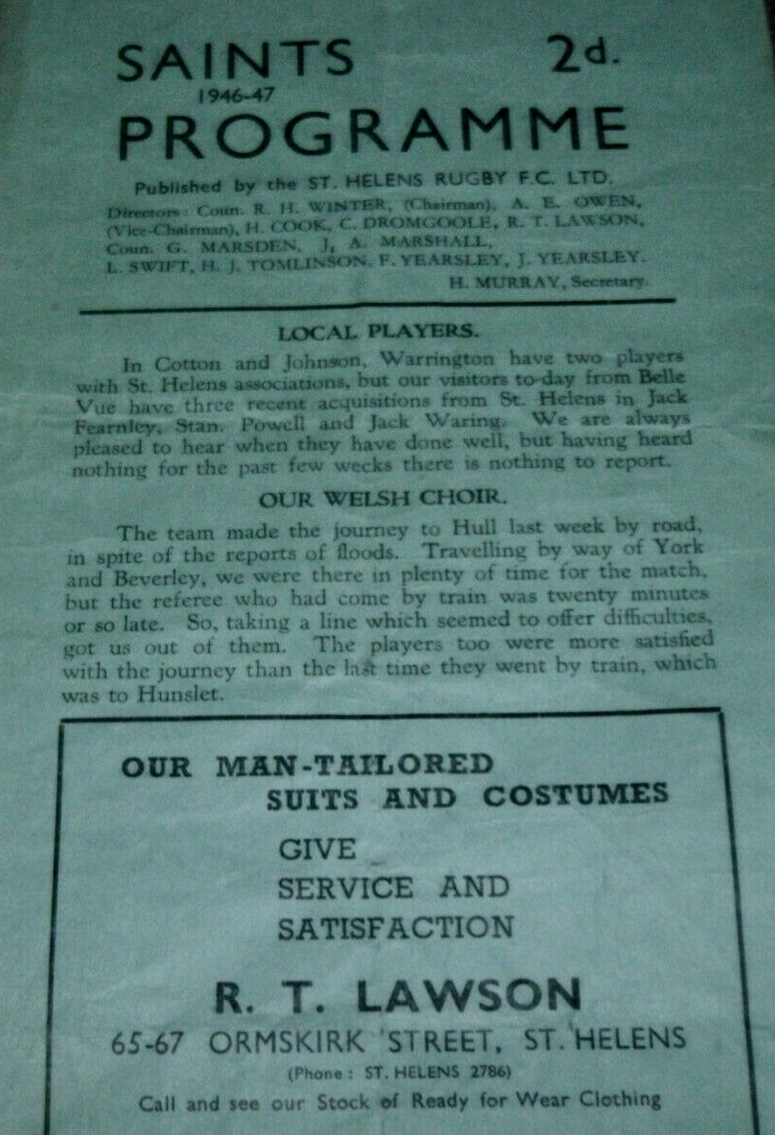 SAINTS 2d.
1946-47
PROGRAMME
Published by the ST. HELENS RUGBY F.C. LTD.
Directors: Coun. R. H. WINTER, (Chairman), A. E. OWEN,
(Vice-Chairman), H. COOK, C. DROMGOOLE, R. T. LAWSON,
Coun. G. MARSDEN, J, A. MARSHALL,
L. SWIFT, H. J. TOMLINSON, F. YEARSLEY, J. YEARSLEY.
H. MURRAY, Secretary.
LOCAL PLAYERS.
In Cotton and Johnson, Warrington have two players
with St. Helens associations, but our visitors to-day from Belle
Vue have three recent acquisitions from St. Helens in Jack
Fearnley, Stan. Powell and Jack Waring. We are always
pleased to hear when they have done well, but having heard
nothing for the past few weeks there is nothing to report.
OUR WELSH CHOIR.
The team made the journey to Hull last week by road,
in spite of the reports of floods. Travelling by way of York
and Beverley, we were there in plenty of time for the match,
but the referee who had come by train was twenty minutes
or so late. So, taking a line which seemed to offer difficulties,
got us out of them. The players too were more satisfied
with the journey than the last time they went by train, which
was to Hunslet.
OUR MAN-TAILORED
SUITS AND COSTUMES
GIVE
SERVICE AND
SATISFACTION
R. T. LAWSON
65-67 ORMSKIRK STREET, ST. HELENS
(Phone: ST. HELENS 2786)
Call and see our Stock of Ready for Wear Clothing